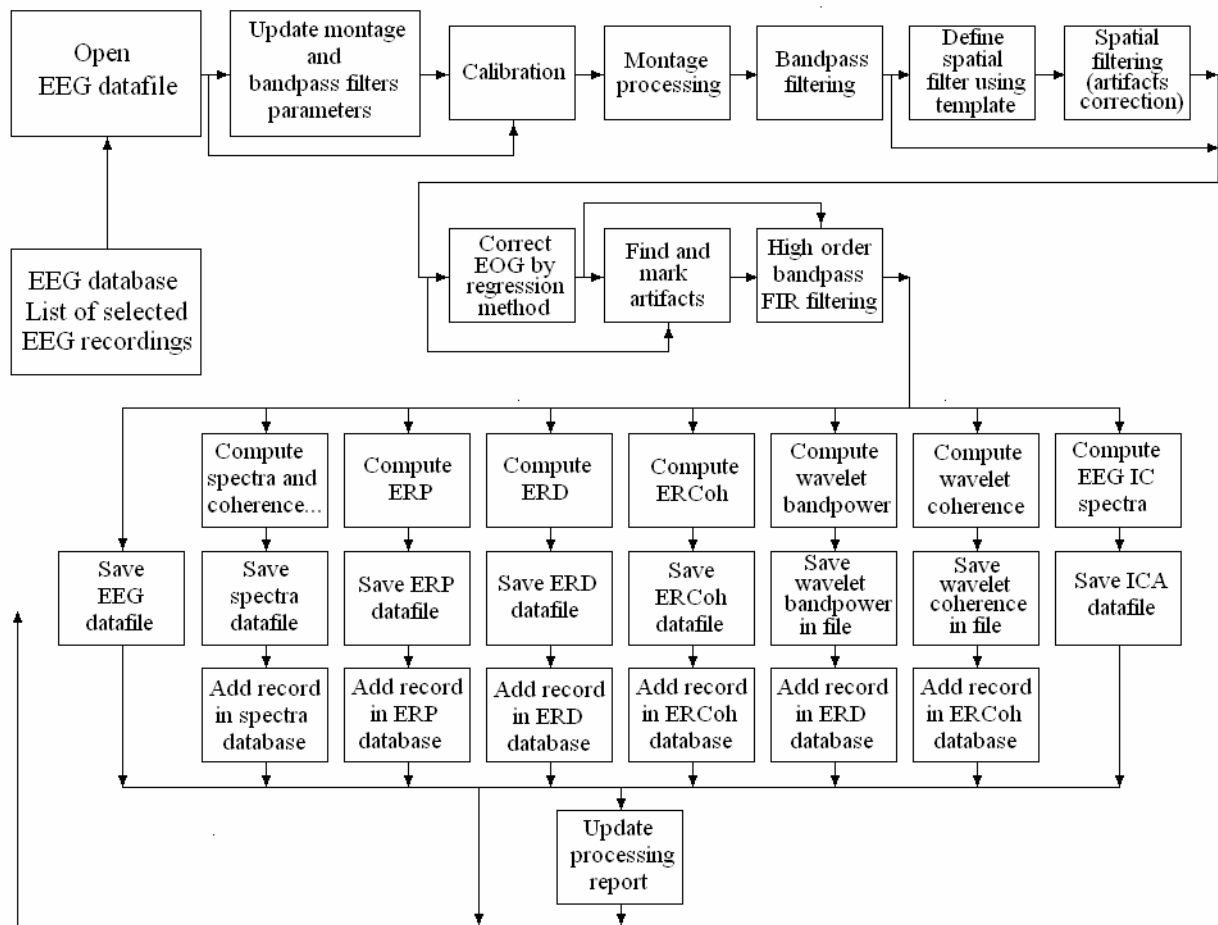 Open
EEG datafile
Update montage
and
bandpass filters
parameters
Calibration
Montage
processing
Bandpass
filtering
Define
spatial
filter using
template
Spatial
filtering
(artifacts
correction)
EEG database
List of selected
EEG recordings
Correct
EOG by
regression
method
Find and
mark
artifacts
High order
bandpass
FIR filtering
Compute
spectra and
coherence...
Compute
ERP
Compute
ERD
Compute
ERCoh
Compute
wavelet
bandpower
Compute
wavelet
coherence
Compute
EEG IC
spectra
Save
EEG
datafile
Save
spectra
datafile
Save ERP
datafile
Save ERD
datafile
Save
ERCoh
datafile
Save
wavelet
bandpower
in file
Save
wavelet
coherence
in file
Save ICA
datafile
Add record
in spectra
database
Add record
in ERP
database
Add record
in ERD
database
Add record
in ERCoh
database
Add record
in ERD
database
Add record
in ERCoh
database
Update
processing
report